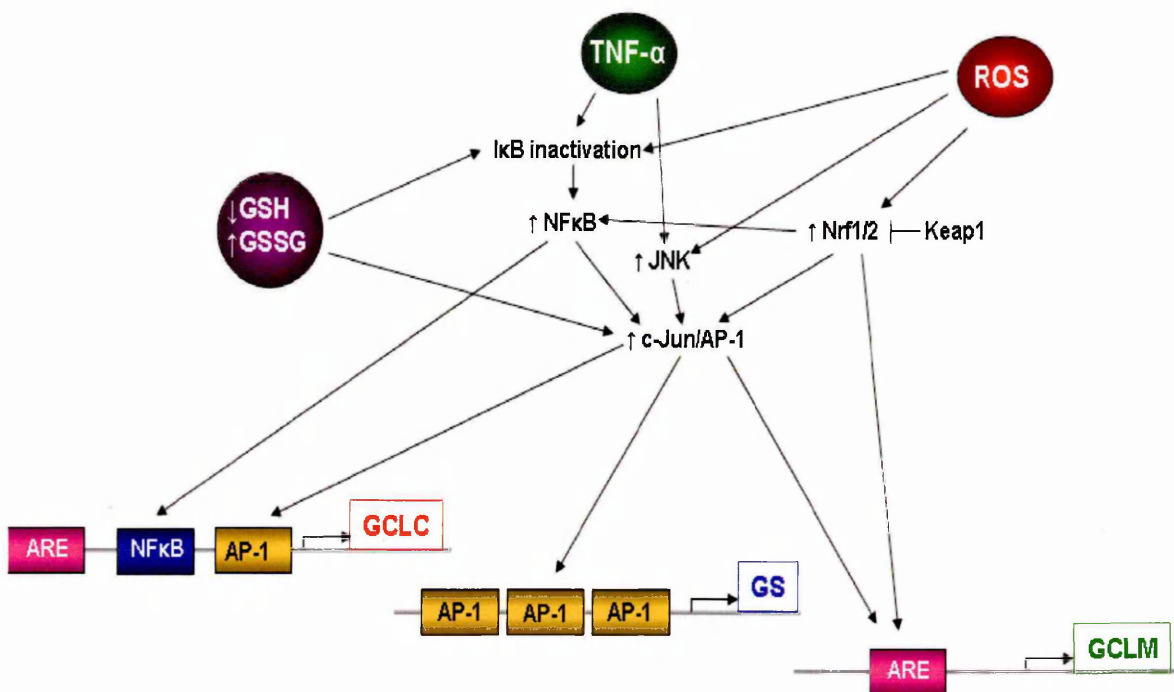 TNF-α
ROS
IκB inactivation
↓GSH
↑GSSG
↑ NFκB
↑ Nrf1/2
Keap1
↑ JNK
↑ c-Jun/AP-1
GCLC
ARE
NFκB
AP-1
GS
AP-1
AP-1
AP-1
GCLM
ARE